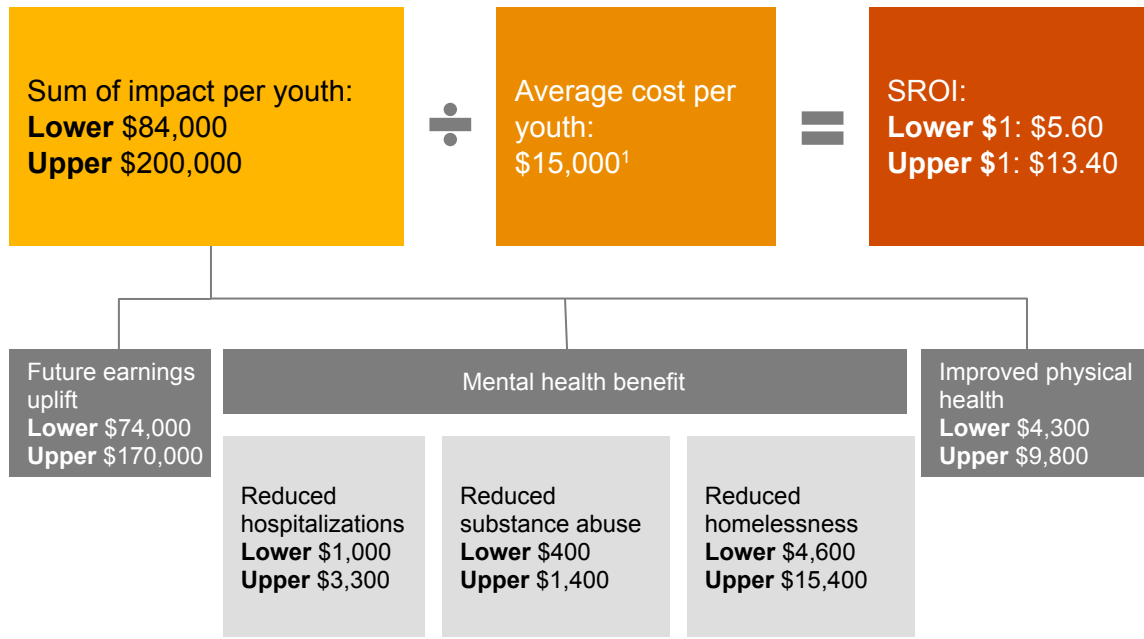 Sum of impact per youth:
Lower $84,000
Upper $200,000
÷
Average cost per
youth:
$15,000¹
=
SROI:
Lower $1: $5.60
Upper $1: $13.40
Future earnings
uplift
Lower $74,000
Upper $170,000
Mental health benefit
Improved physical
health
Lower $4,300
Upper $9,800
Reduced
hospitalizations
Lower $1,000
Upper $3,300
Reduced
substance abuse
Lower $400
Upper $1,400
Reduced
homelessness
Lower $4,600
Upper $15,400